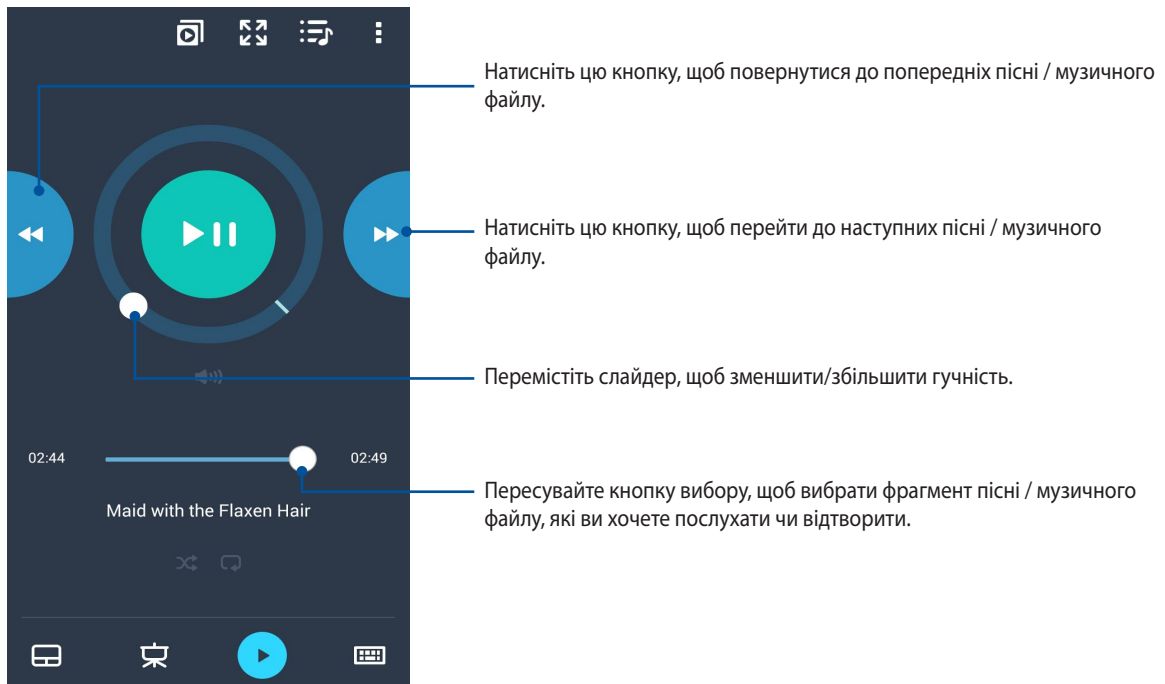 Натисніть цю кнопку, щоб повернутися до попередніх пісні / музичного
файлу.
Натисніть цю кнопку, щоб перейти до наступних пісні / музичного
файлу.
Перемістіть слайдер, щоб зменшити/збільшити гучність.
02:44
02:49
Пересувайте кнопку вибору, щоб вибрати фрагмент пісні / музичного
файлу, які ви хочете послухати чи відтворити.
Maid with the Flaxen Hair